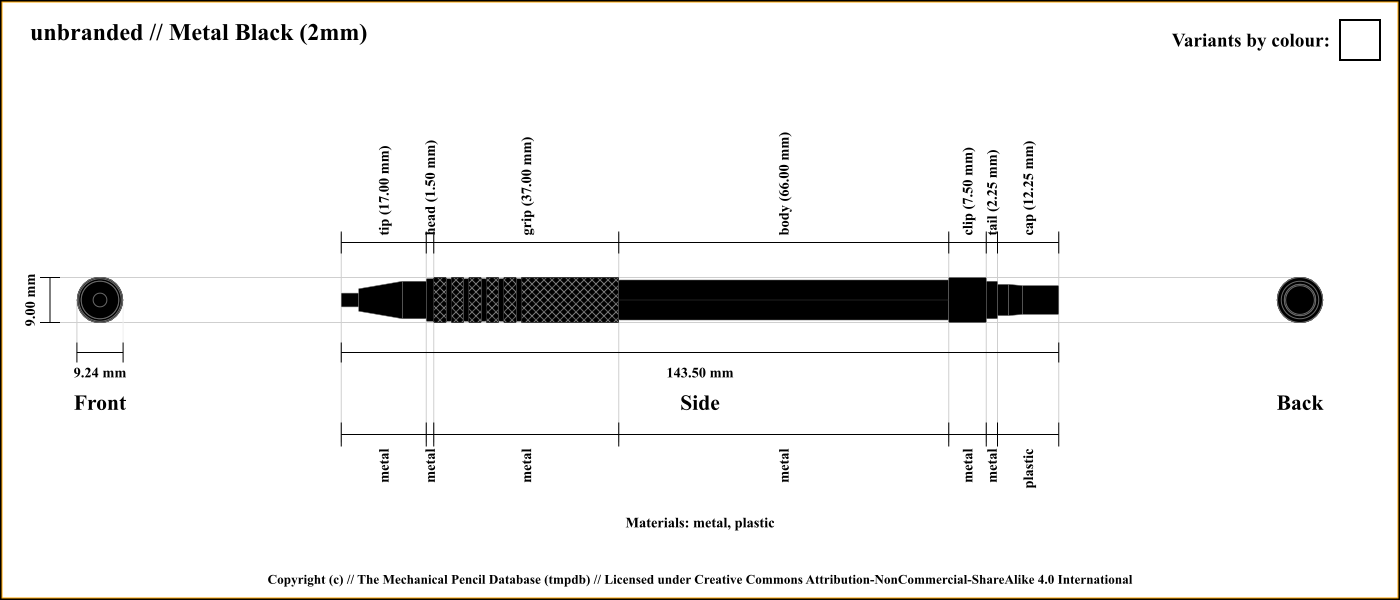 unbranded // Metal Black (2mm)
Variants by colour:
tip (17.00 mm)
head (1.50 mm)
grip (37.00 mm)
body (66.00 mm)
clip (7.50 mm)
tail (2.25 mm)
cap (12.25 mm)
9.00 mm
9.24 mm
143.50 mm
Front
Side
Back
metal
metal
metal
metal
metal
metal
plastic
Materials: metal, plastic
Copyright (c) // The Mechanical Pencil Database (tmpdb) // Licensed under Creative Commons Attribution-NonCommercial-ShareAlike 4.0 International